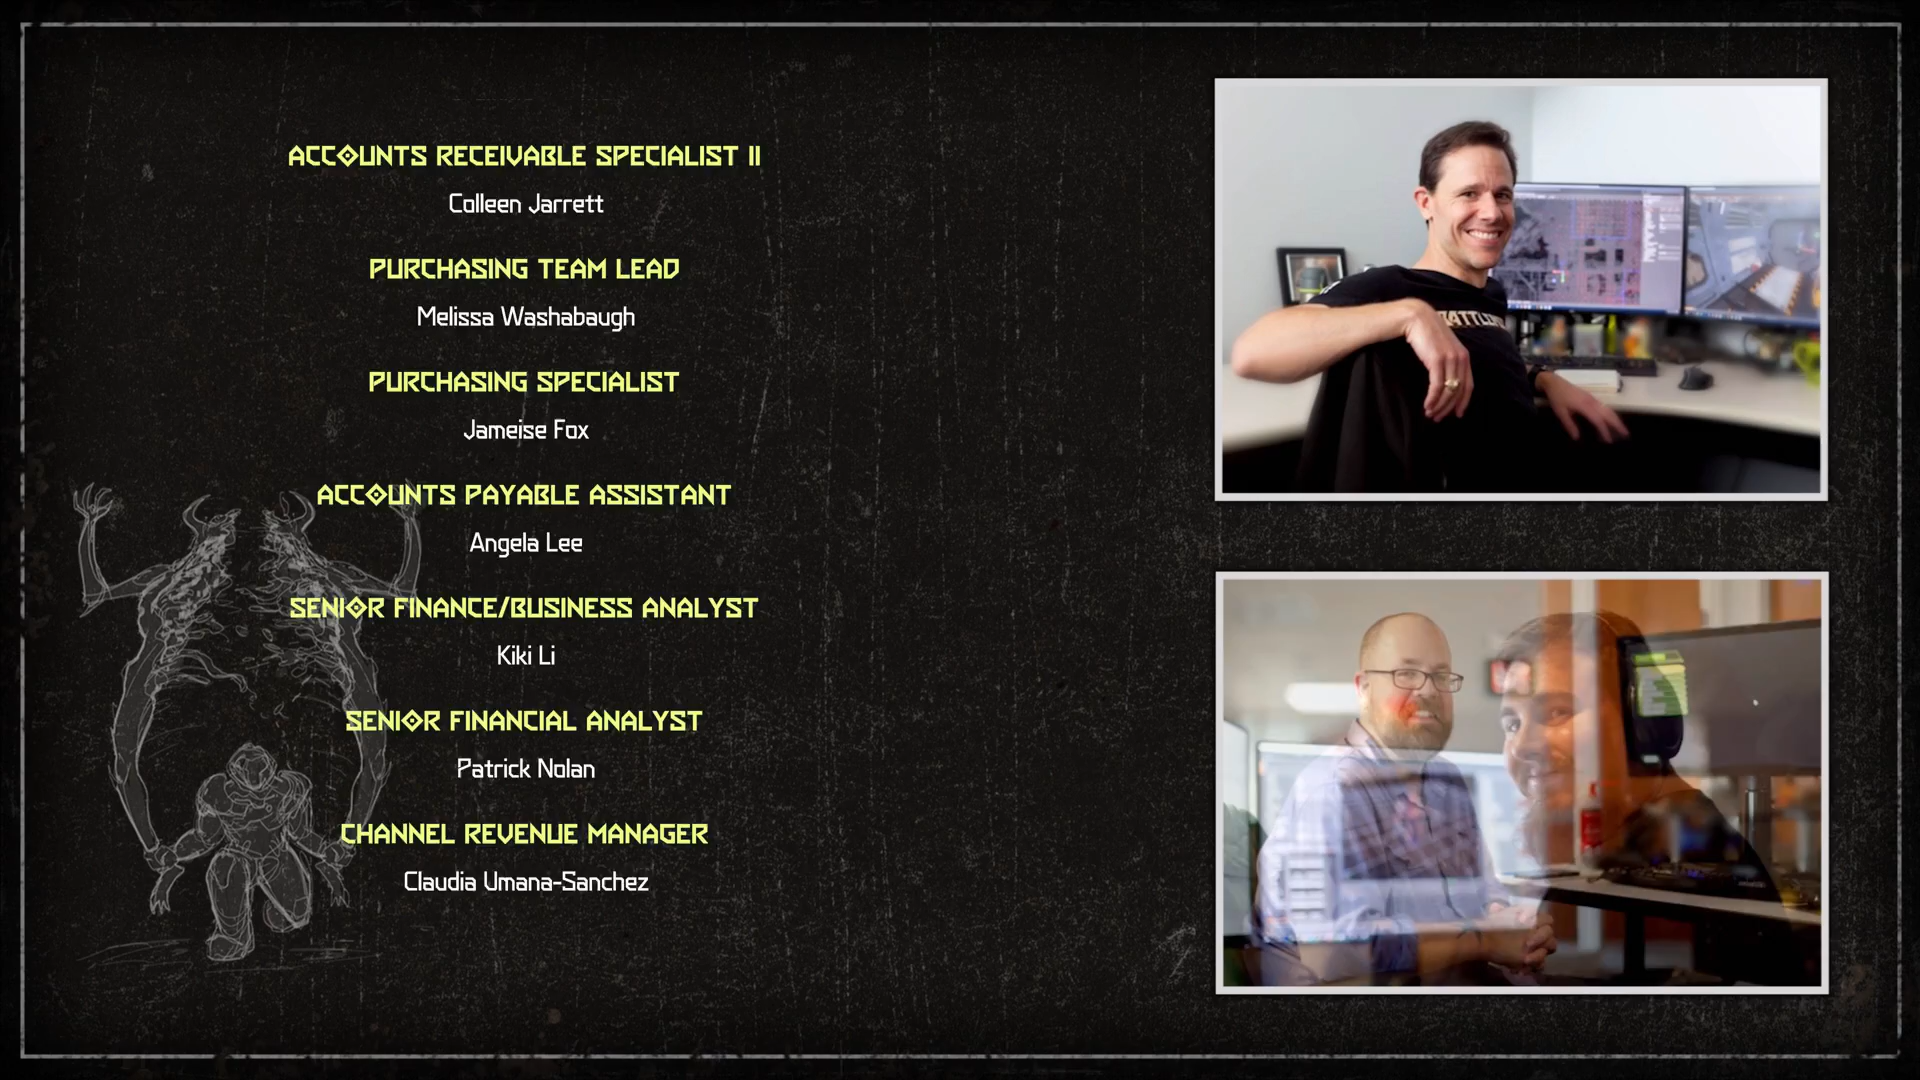 ACCOUNTS RECEIVABLE SPECIALIST II
Colleen Jarrett
PURCHASING TEAM LEAD
Melissa Washabaugh
PURCHASING SPECIALIST
Jameise Fox
ACCOUNTS PAYABLE ASSISTANT
Angela Lee
SENIOR FINANCE/BUSINESS ANALYST
Kiki Li
SENIOR FINANCIAL ANALYST
Patrick Nolan
CHANNEL REVENUE MANAGER
Claudia Umana-Sanchez